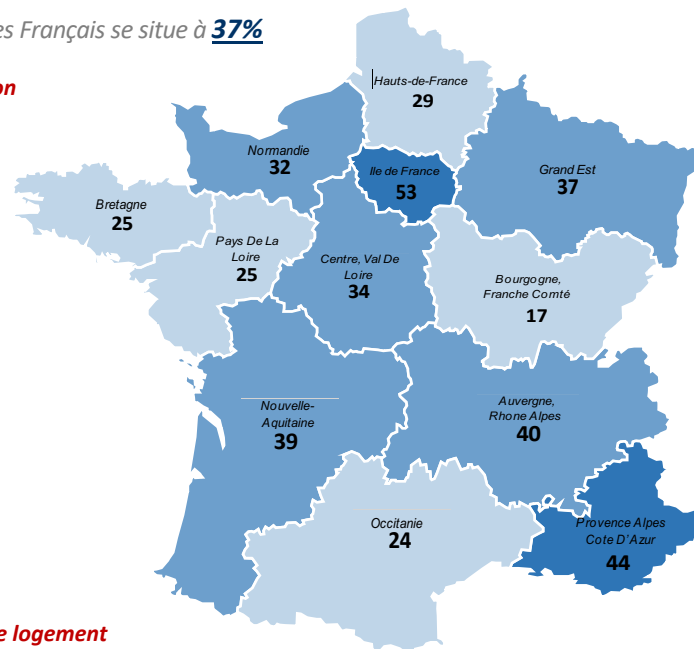 es Français se situe à 37%
on
Hauts-de-France
29
Normandie
32
Ile de France
53
Grand Est
37
Bretagne
25
Pays De La
Loire
25
Centre, Val De
Loire
34
Bourgogne,
Franche Comté
17
Nouvelle-
Aquitaine
39
Auvergne,
Rhone Alpes
40
Occitanie
24
Provence Alpes
Cote D'Azur
44
e logement